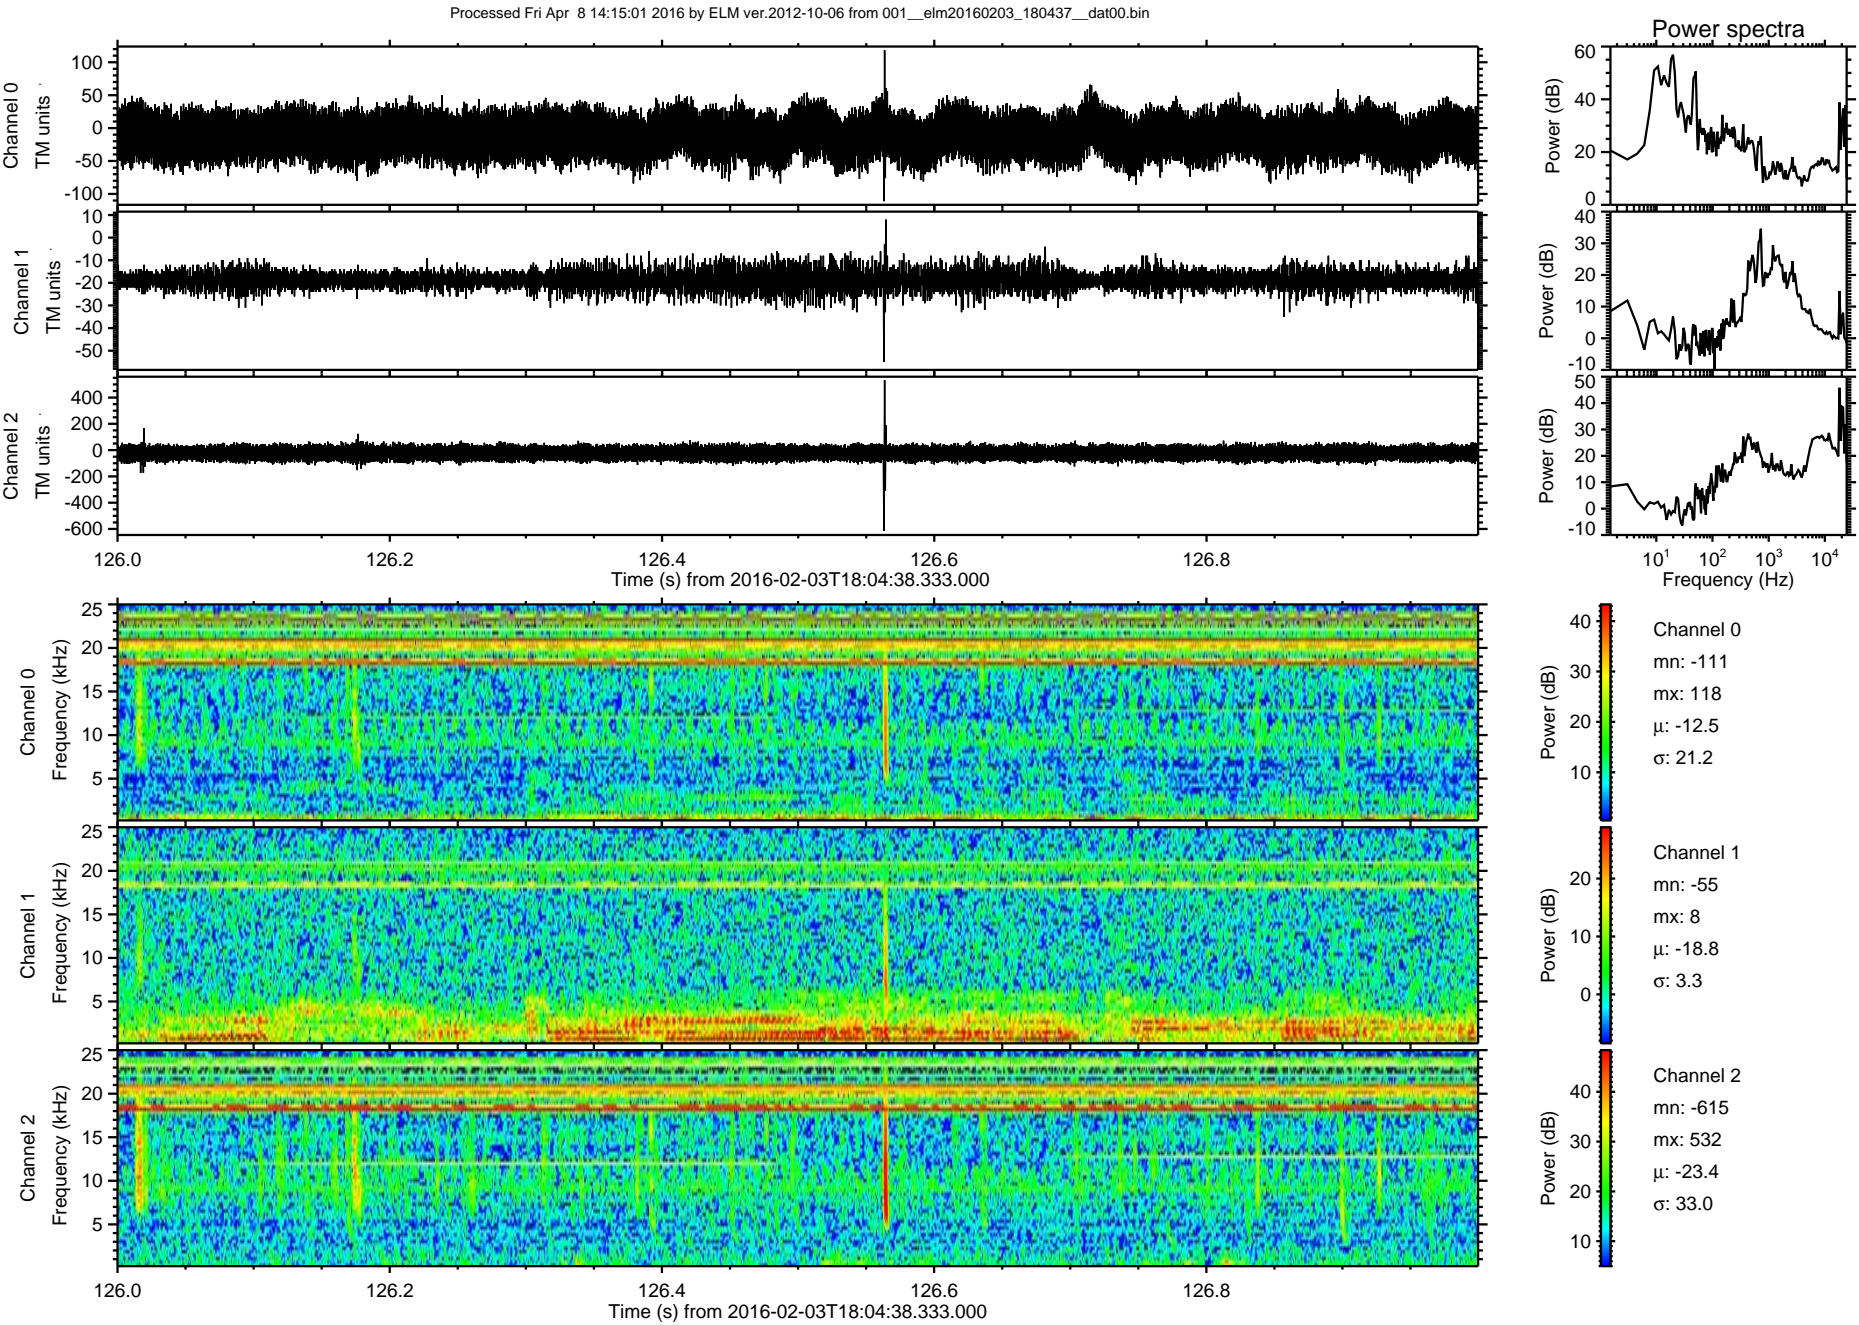 Processed Fri Apr  8 14:15:01 2016 by ELM ver.2012-10-06 from 001__elm20160203_180437__dat00.bin
Power spectra
Channel 0
TM units
100
50
0
-50
-100
Power (dB)
60
40
20
0
Channel 1
TM units
10
0
-10
-20
-30
-40
-50
Power (dB)
40
30
20
10
0
-10
Channel 2
TM units
400
200
0
-200
-400
-600
Power (dB)
50
40
30
20
10
0
-10
126.0 126.2 126.4 126.6 126.8
Time (s) from 2016-02-03T18:04:38.333.000
10¹ 10² 10³ 10⁴
Frequency (Hz)
Channel 0
Frequency (kHz)
25
20
15
10
5
Power (dB)
40
30
20
10
Channel 0
mn: -111
mx: 118
μ: -12.5
σ: 21.2
Channel 1
Frequency (kHz)
25
20
15
10
5
Power (dB)
20
10
0
Channel 1
mn: -55
mx: 8
μ: -18.8
σ: 3.3
Channel 2
Frequency (kHz)
25
20
15
10
5
Power (dB)
40
30
20
10
Channel 2
mn: -615
mx: 532
μ: -23.4
σ: 33.0
126.0 126.2 126.4 126.6 126.8
Time (s) from 2016-02-03T18:04:38.333.000